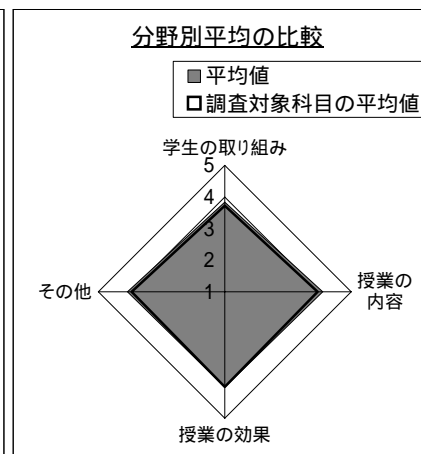 分野別平均の比較
平均値
調査対象科目の平均値
学生の取り組み
5
4
3
2
1
その他
授業の
内容
授業の効果